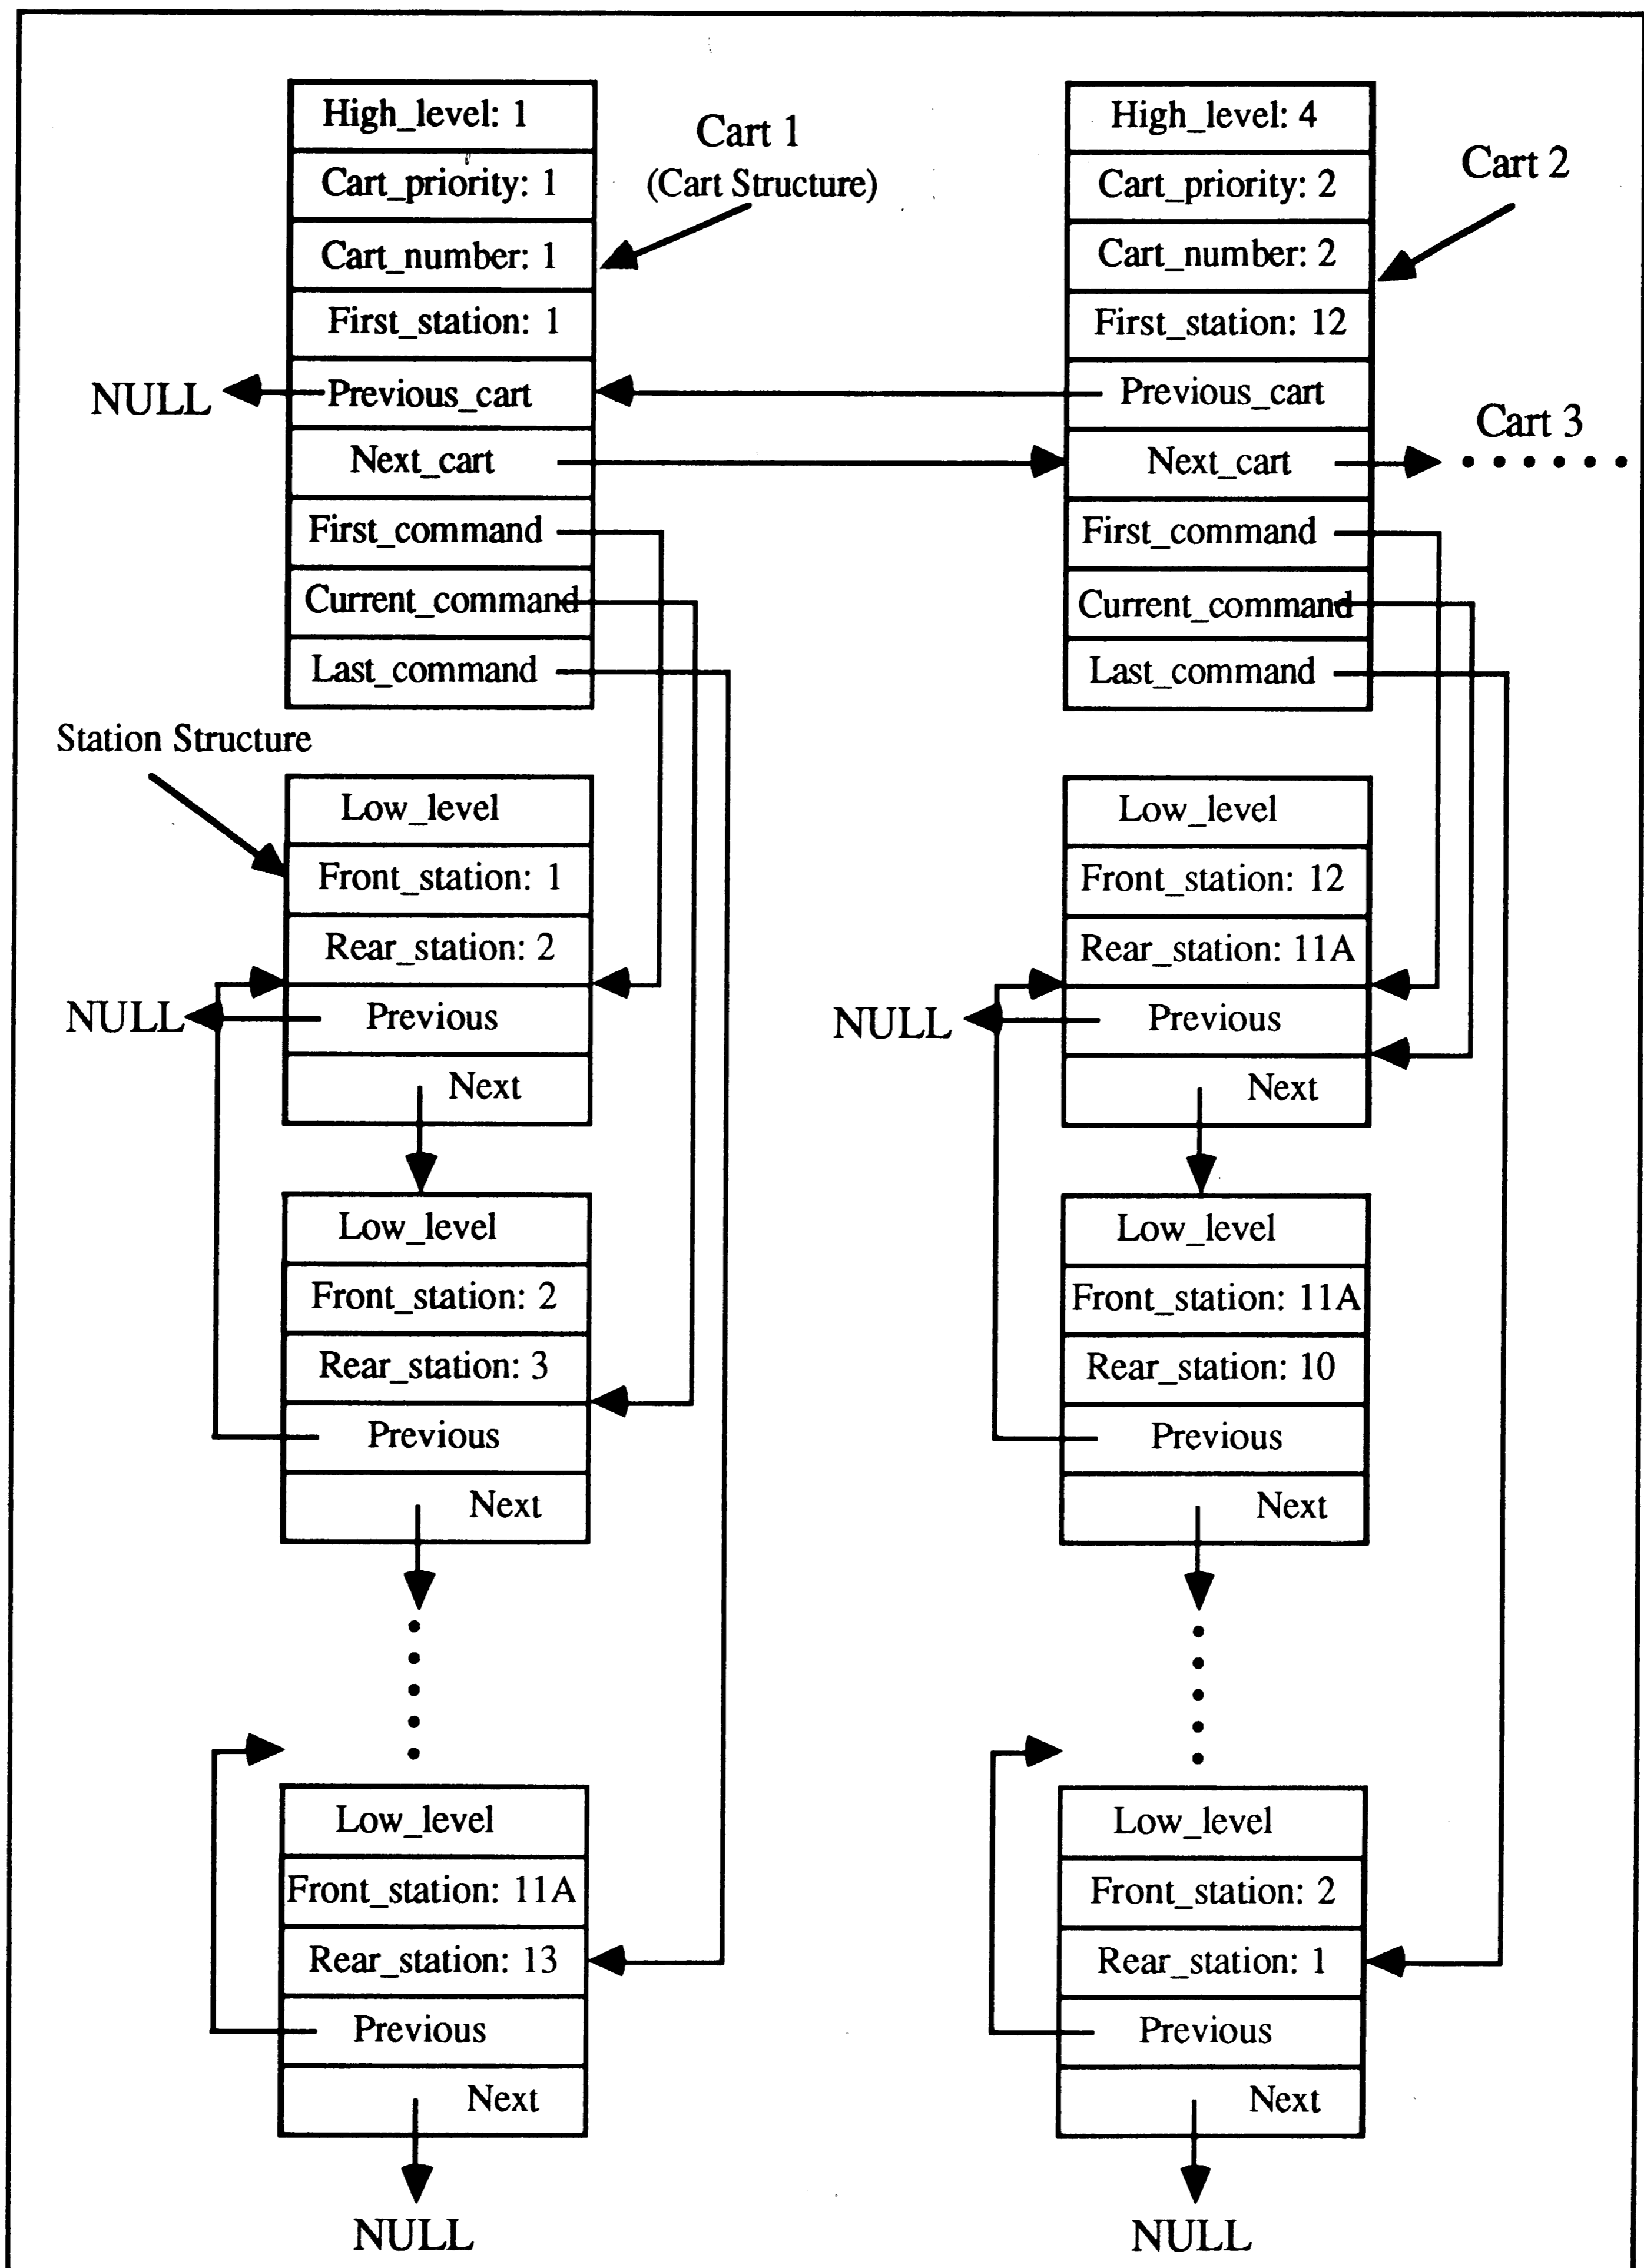 High_level: 1
Cart_priority: 1
Cart_number: 1
First_station: 1
Previous_cart
Next_cart
First_command
Current_command
Last_command
Cart 1
(Cart Structure)
NULL
High_level: 4
Cart_priority: 2
Cart_number: 2
First_station: 12
Previous_cart
Next_cart
First_command
Current_command
Last_command
Cart 2
Cart 3
Station Structure
Low_level
Front_station: 1
Rear_station: 2
Previous
Next
NULL
Low_level
Front_station: 2
Rear_station: 3
Previous
Next
Low_level
Front_station: 11A
Rear_station: 13
Previous
Next
NULL
Low_level
Front_station: 12
Rear_station: 11A
Previous
Next
NULL
Low_level
Front_station: 11A
Rear_station: 10
Previous
Next
Low_level
Front_station: 2
Rear_station: 1
Previous
Next
NULL